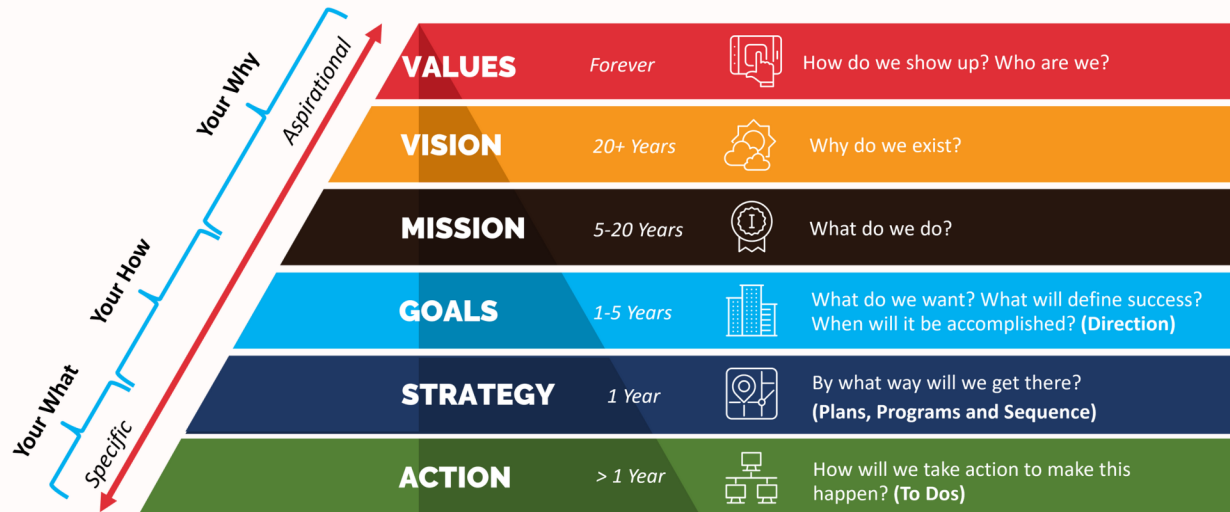 Your Why
Your How
Your What
Aspirational
Specific
VALUES
Forever
How do we show up? Who are we?
VISION
20+ Years
Why do we exist?
MISSION
5-20 Years
What do we do?
GOALS
1-5 Years
What do we want? What will define success?
When will it be accomplished? (Direction)
STRATEGY
1 Year
By what way will we get there?
(Plans, Programs and Sequence)
ACTION
> 1 Year
How will we take action to make this
happen? (To Dos)